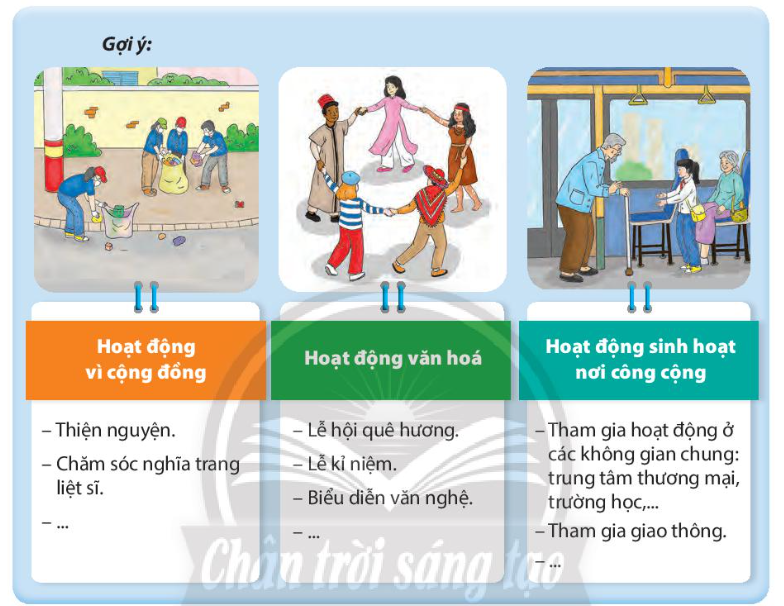 Gợi ý:
Hoạt động
vì cộng đồng
– Thiện nguyện.
– Chăm sóc nghĩa trang
liệt sĩ.
– ...
Hoạt động văn hoá
– Lễ hội quê hương.
– Lễ kỉ niệm.
– Biểu diễn văn nghệ.
– ...
Hoạt động sinh hoạt
nơi công cộng
– Tham gia hoạt động ở
các không gian chung:
trung tâm thương mại,
trường học,...
– Tham gia giao thông.
– ...
Chân trời sáng tạo